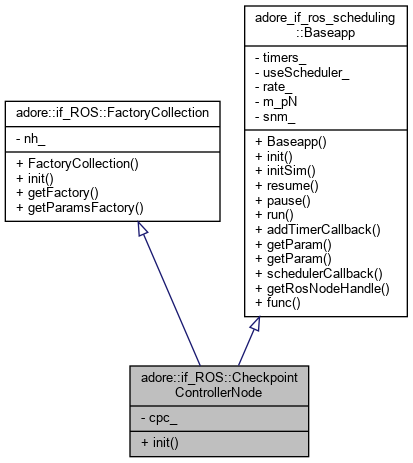 adore_if_ros_scheduling
::Baseapp
- timers_
- useScheduler_
- rate_
- m_pN
- snm_
+ Baseapp()
+ init()
+ initSim()
+ resume()
+ pause()
+ run()
+ addTimerCallback()
+ getParam()
+ getParam()
+ schedulerCallback()
+ getRosNodeHandle()
+ func()
adore::if_ROS::FactoryCollection
- nh_
+ FactoryCollection()
+ init()
+ getFactory()
+ getParamsFactory()
adore::if_ROS::Checkpoint
ControllerNode
- cpc_
+ init()